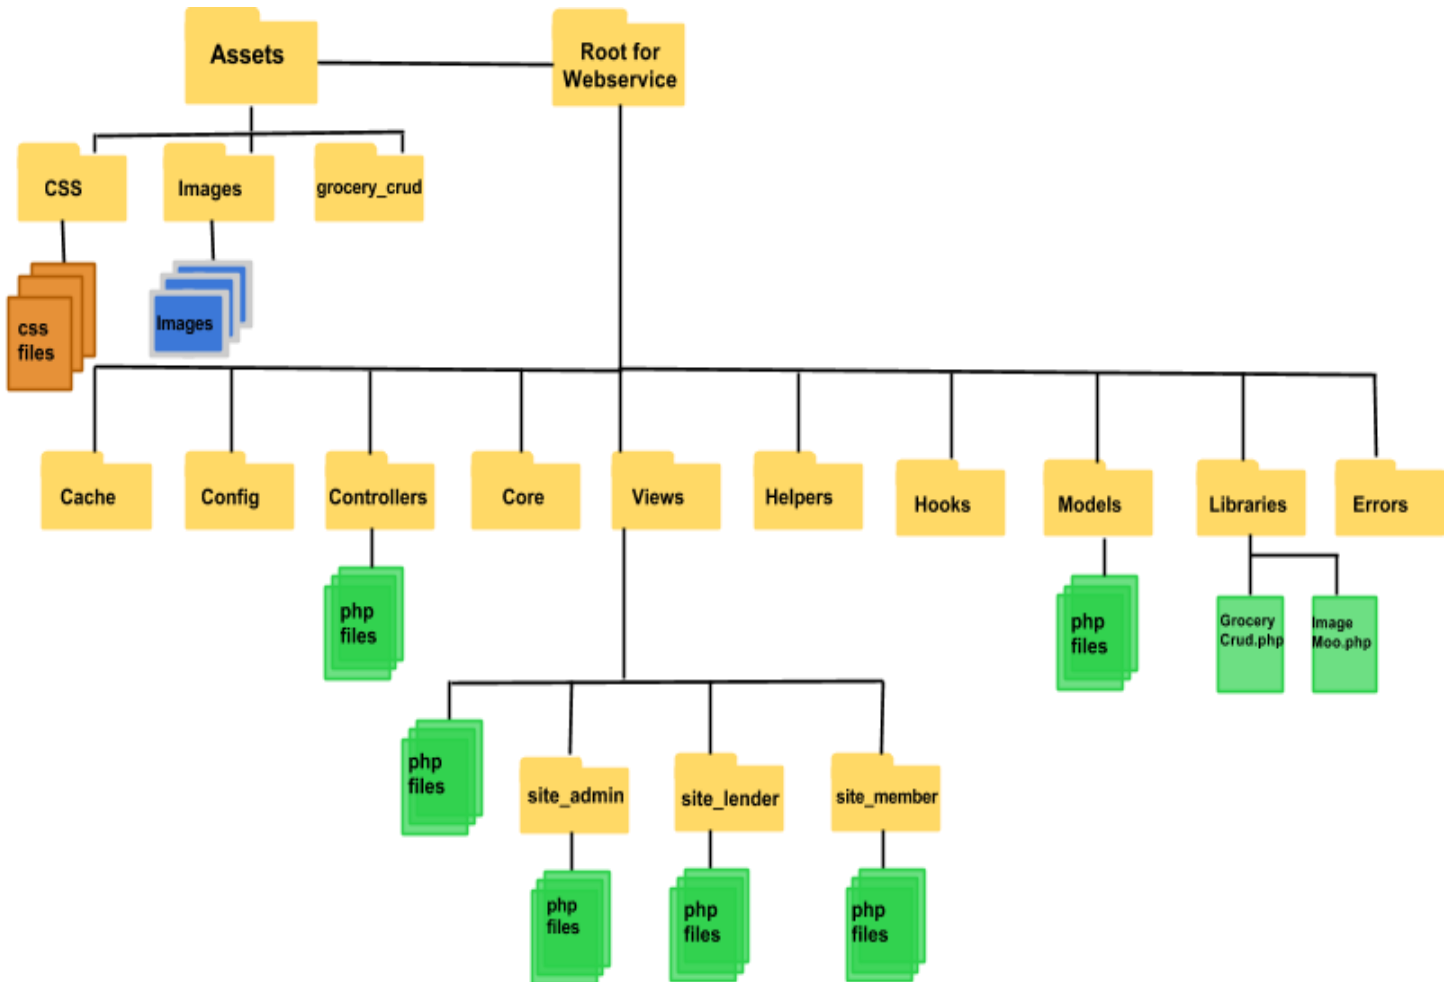 Assets
Root for
Webservice
CSS
Images
grocery_crud
css
files
Images
Cache
Config
Controllers
Core
Views
Helpers
Hooks
Models
Libraries
Errors
php
files
php
files
Grocery
Crud.php
Image
Moo.php
php
files
site_admin
site_lender
site_member
php
files
php
files
php
files